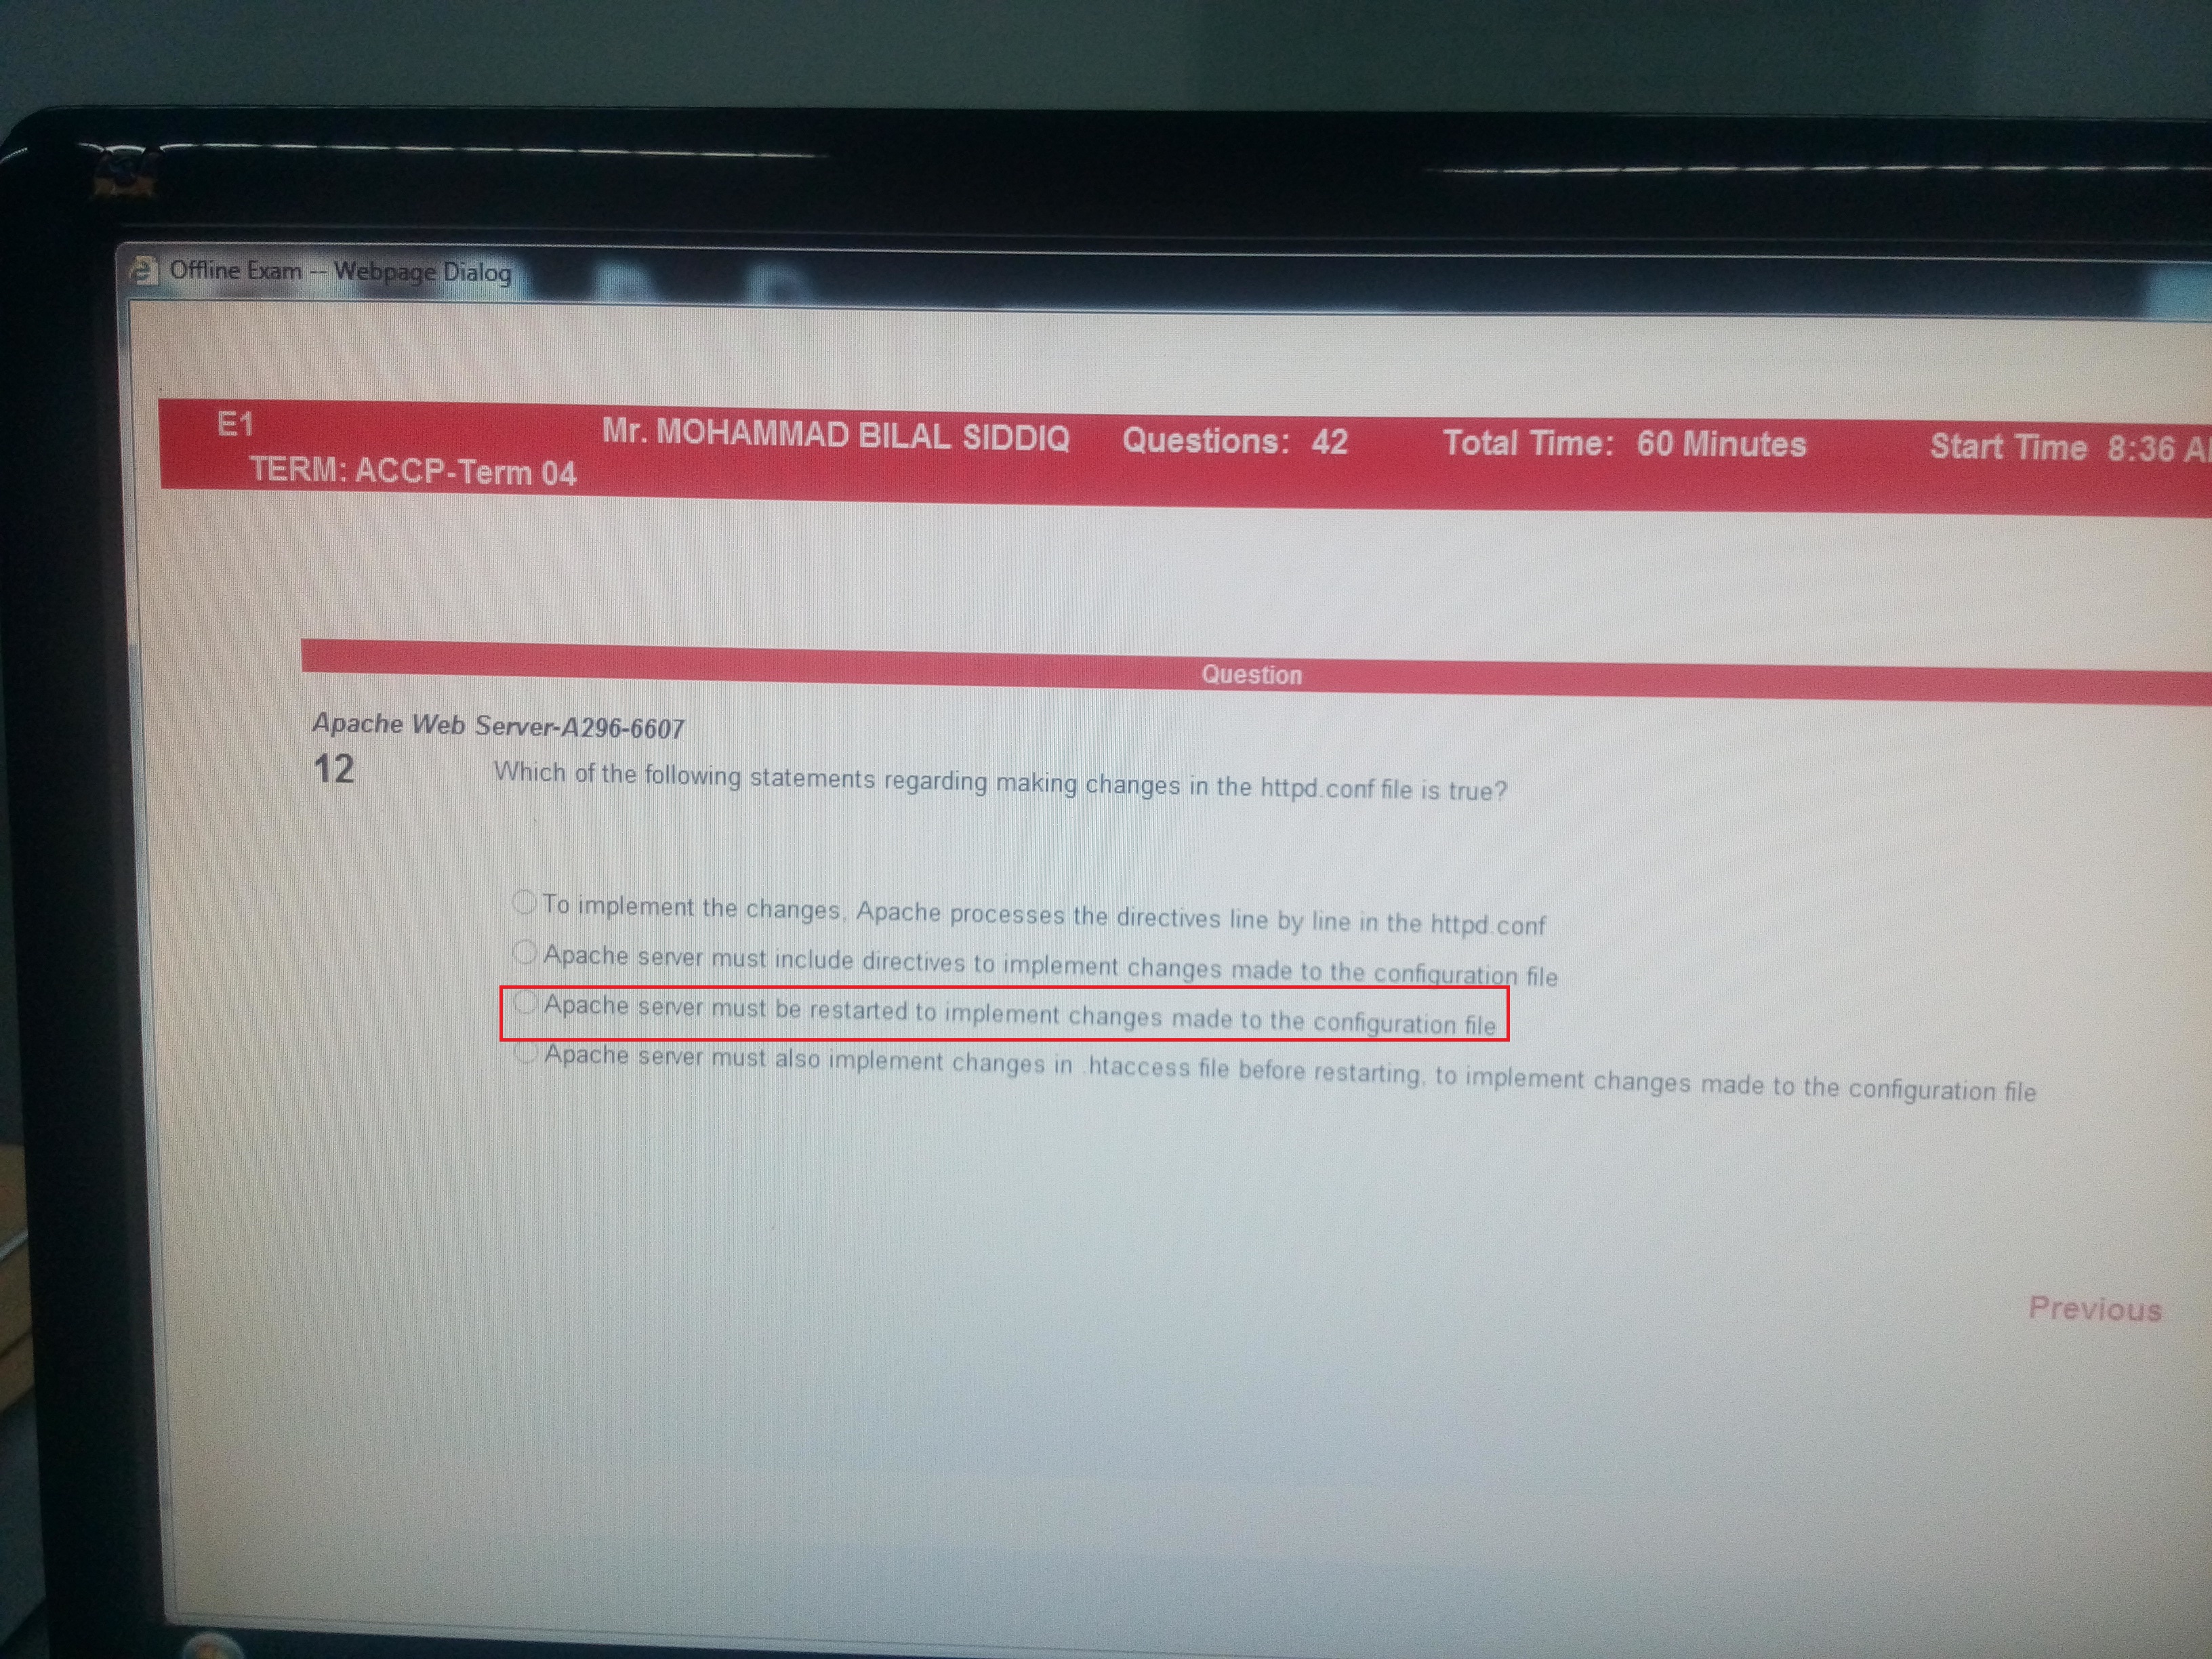 Offline Exam -- Webpage Dialog
E1
Mr. MOHAMMAD BILAL SIDDIQ Questions: 42 Total Time: 60 Minutes Start Time 8:36
TERM: ACCP-Term 04
Question
Apache Web Server-A296-6607
12 Which of the following statements regarding making changes in the httpd.conf file is true?
To implement the changes, Apache processes the directives line by line in the httpd.conf
Apache server must include directives to implement changes made to the configuration file
Apache server must be restarted to implement changes made to the configuration file
Apache server must also implement changes in .htaccess file before restarting, to implement changes made to the configuration file
Previous